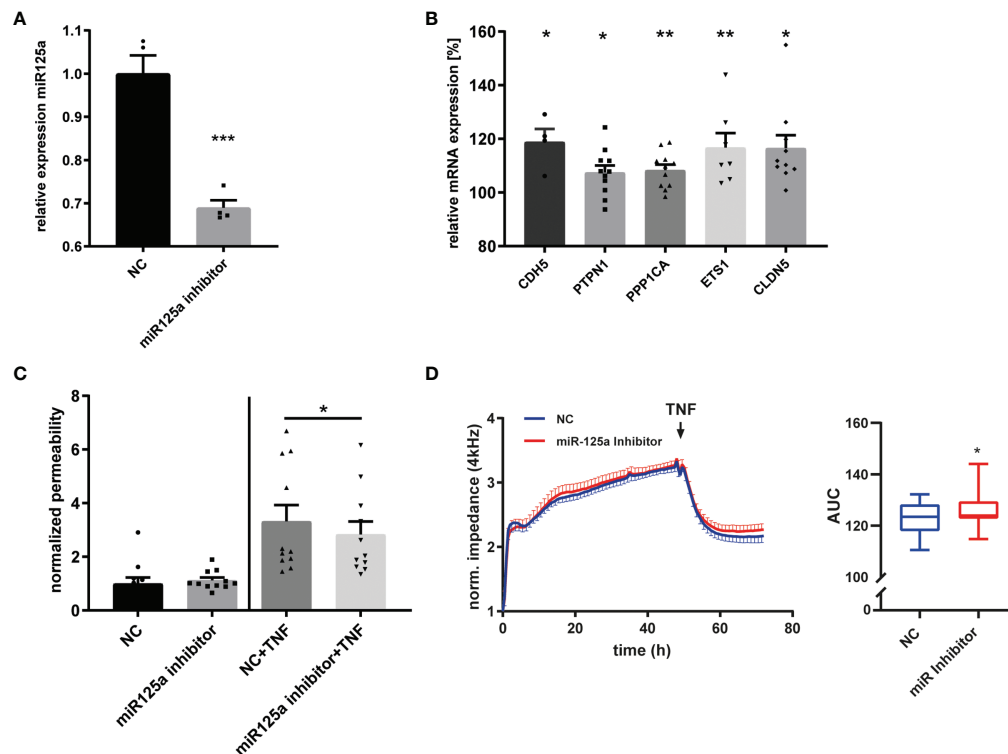 A
relative expression miR125a
1.1
1.0
0.9
0.8
0.7
0.6
***
NC
miR125a inhibitor
B
relative mRNA expression [%]
160
140
120
100
80
* * ** ** *
CDH5
PTPN1
PPP1CA
ETS1
CLDN5
C
normalized permeability
8
6
4
2
0
*
NC
miR125a inhibitor
NC+TNF
miR125a inhibitor+TNF
D
norm. impedance (4kHz)
4
3
2
1
NC
miR-125a Inhibitor
TNF
0 20 40 60 80
time (h)
AUC
160
140
120
100
0
*
NC
miR Inhibitor